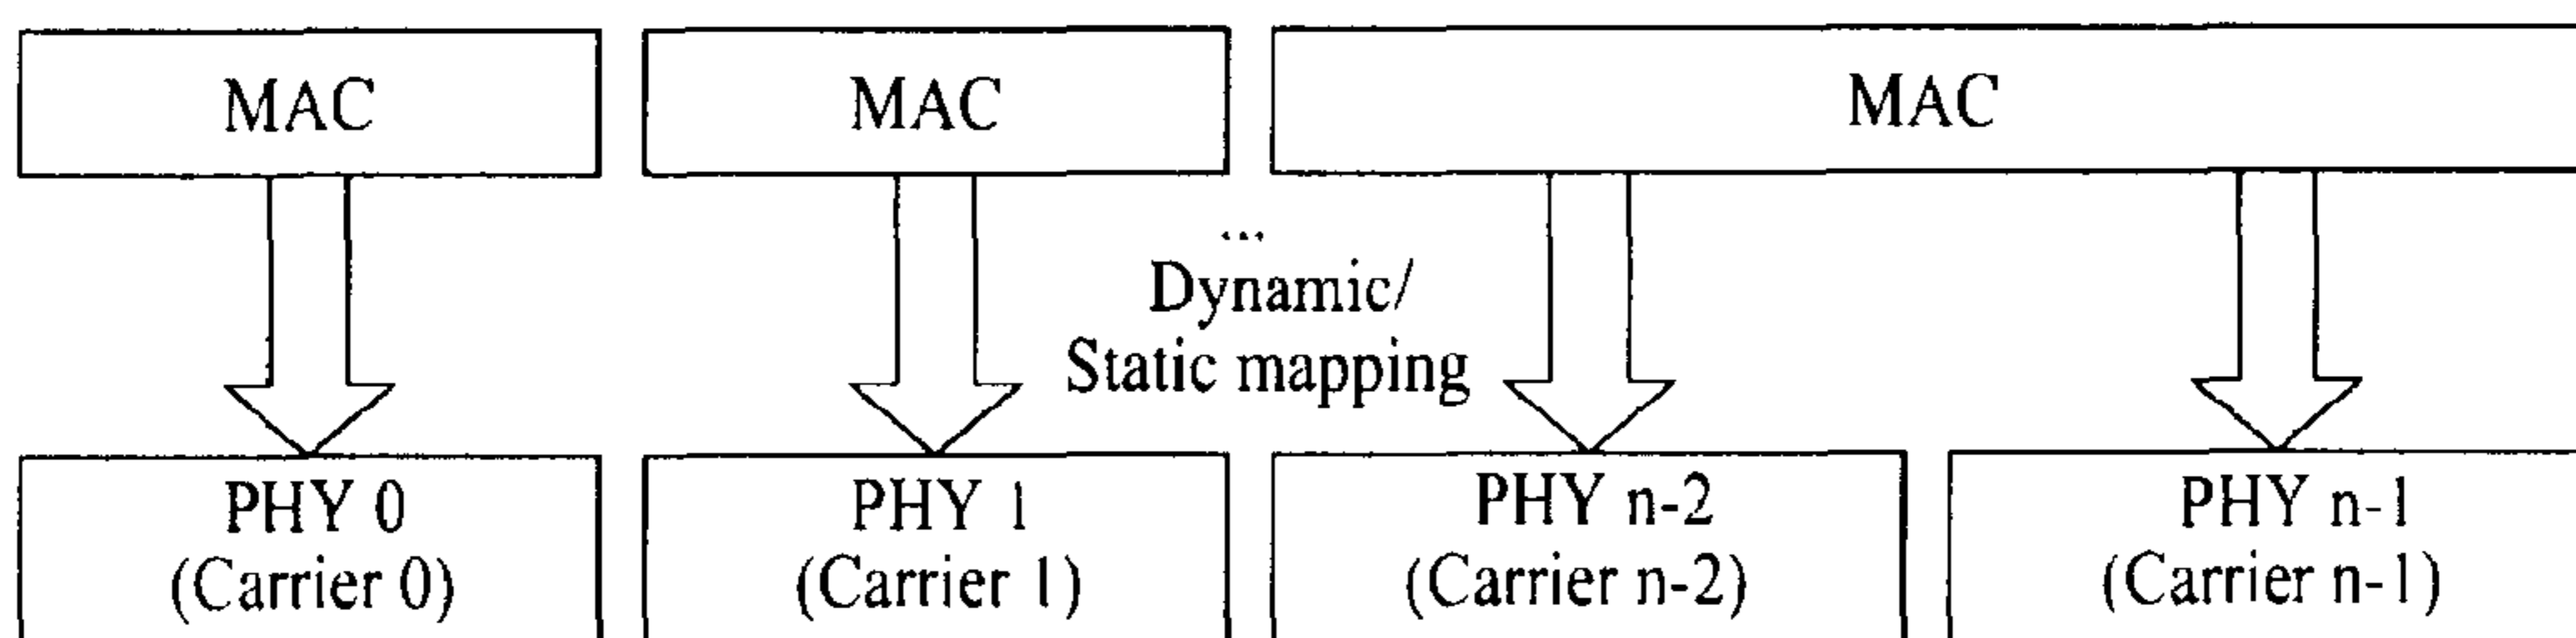 MAC
MAC
MAC
...
Dynamic/
Static mapping
PHY 0
(Carrier 0)
PHY 1
(Carrier 1)
PHY n-2
(Carrier n-2)
PHY n-1
(Carrier n-1)